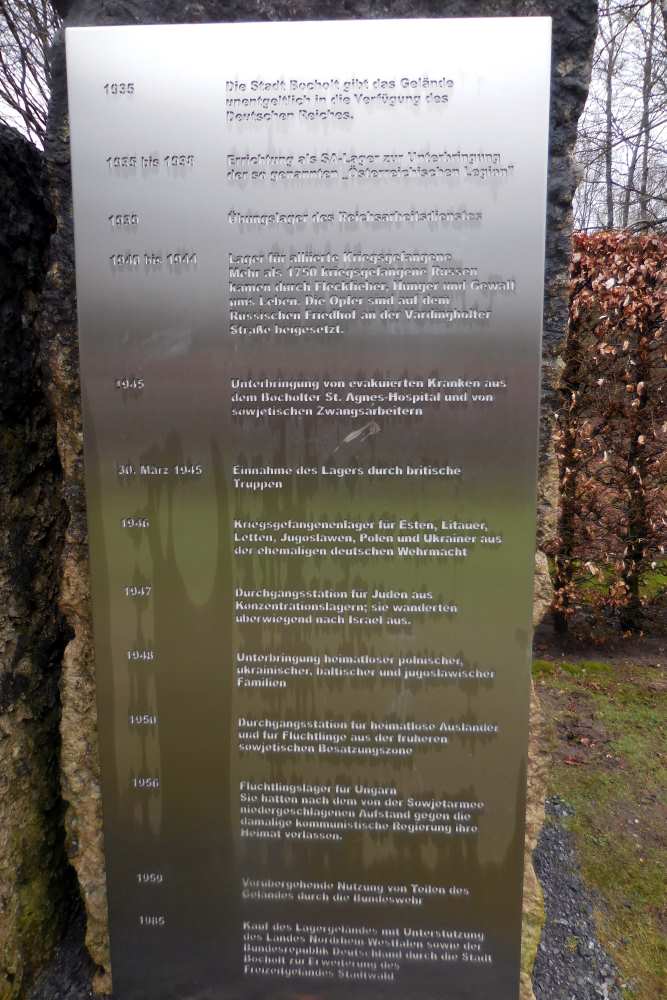 1935 Die Stadt Bocholt gibt das Gelände
unentgeltlich in die Verfügung des
Deutschen Reiches.
1935 bis 1938 Errichtung als SA-Lager zur Unterbringung
der so genannten „Österreichischen Legion"
1939 Übungslager des Reichsarbeitsdienstes
1940 bis 1944 Lager für alliierte Kriegsgefangene
Mehr als 1750 kriegsgefangene Russen
kamen durch Fleckfieber, Hunger und Gewalt
ums Leben. Die Opfer sind auf dem
Russischen Friedhof an der Vardingholter
Straße beigesetzt.
1945 Unterbringung von evakuierten Kranken aus
dem Bocholter St. Agnes-Hospital und von
sowjetischen Zwangsarbeitern
30. März 1945 Einnahme des Lagers durch britische
Truppen
1946 Kriegsgefangenenlager für Esten, Litauer,
Letten, Jugoslawen, Polen und Ukrainer aus
der ehemaligen deutschen Wehrmacht
1947 Durchgangsstation für Juden aus
Konzentrationslagern; sie wanderten
überwiegend nach Israel aus.
1948 Unterbringung heimatloser polnischer,
ukrainischer, baltischer und jugoslawischer
Familien
1950 Durchgangsstation für heimatlose Ausländer
und für Flüchtlinge aus der früheren
sowjetischen Besatzungszone
1956 Flüchtlingslager für Ungarn
Sie hatten nach dem von der Sowjetarmee
niedergeschlagenen Aufstand gegen die
damalige kommunistische Regierung ihre
Heimat verlassen.
1959 Vorübergehende Nutzung von Teilen des
Geländes durch die Bundeswehr
1985 Kauf des Lagergeländes mit Unterstützung
des Landes Nordrhein Westfalen sowie der
Bundesrepublik Deutschland durch die Stadt
Bocholt zur Erweiterung des
Freizeitgeländes Stadtwald